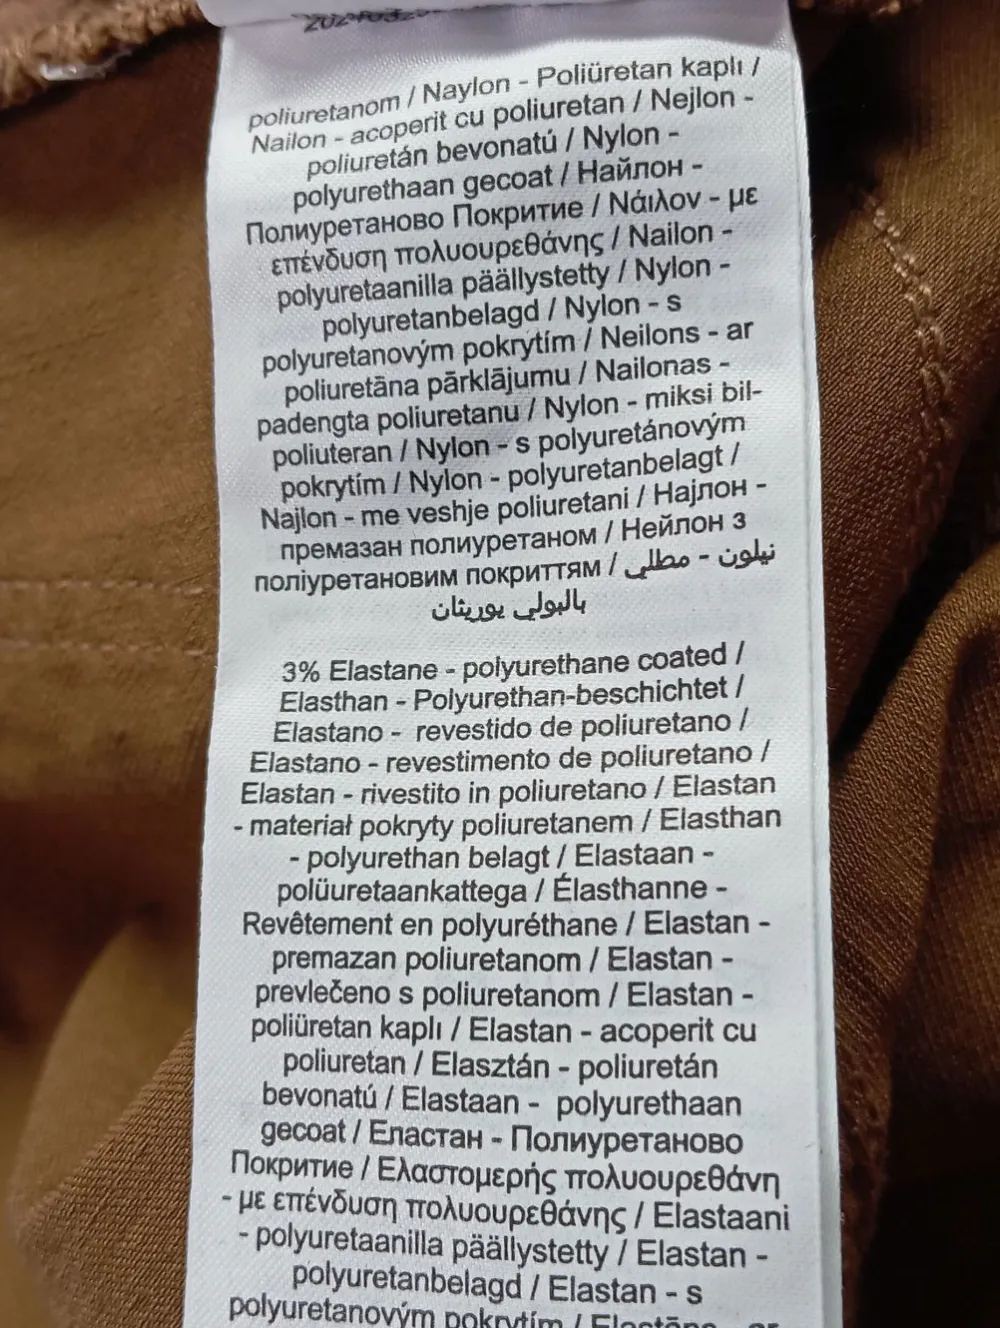 poliuretanom / Naylon - Poliüretan kaplı /
Nailon - acoperit cu poliuretan / Nejlon -
poliuretán bevonatú / Nylon -
polyurethaan gecoat / Найлон -
Полиуретаново Покритие / Νάιλον - με
επένδυση πολυουρεθάνης / Nailon -
polyuretaanilla päällystetty / Nylon -
polyuretanbelagd / Nylon - s
polyuretanovým pokrytím / Neilons - ar
poliuretāna pārklājumu / Nailonas -
padengta poliuretanu / Nylon - miksi bil-
poliuteran / Nylon - s polyuretánovým
pokrytím / Nylon - polyuretanbelagt /
Najlon - me veshje poliuretani / Најлон -
премазан полиуретаном / Нейлон з
поліуретановим покриттям / نيلون - مطلي
بالبولي يوريثان
3% Elastane - polyurethane coated /
Elasthan - Polyurethan-beschichtet /
Elastano - revestido de poliuretano /
Elastano - revestimento de poliuretano /
Elastan - rivestito in poliuretano / Elastan
- materiał pokryty poliuretanem / Elasthan
- polyurethan belagt / Elastaan -
polüuretaankattega / Élasthanne -
Revêtement en polyuréthane / Elastan -
premazan poliuretanom / Elastan -
prevlečeno s poliuretanom / Elastan -
poliüretan kaplı / Elastan - acoperit cu
poliuretan / Elasztán - poliuretán
bevonatú / Elastaan - polyurethaan
gecoat / Еластан - Полиуретаново
Покритие / Ελαστομερής πολυουρεθάνη
- με επένδυση πολυουρεθάνης / Elastaani
- polyuretaanilla päällystetty / Elastan -
polyuretanbelagd / Elastan - s
polyuretanovým pokrytím / Elastāns - ar